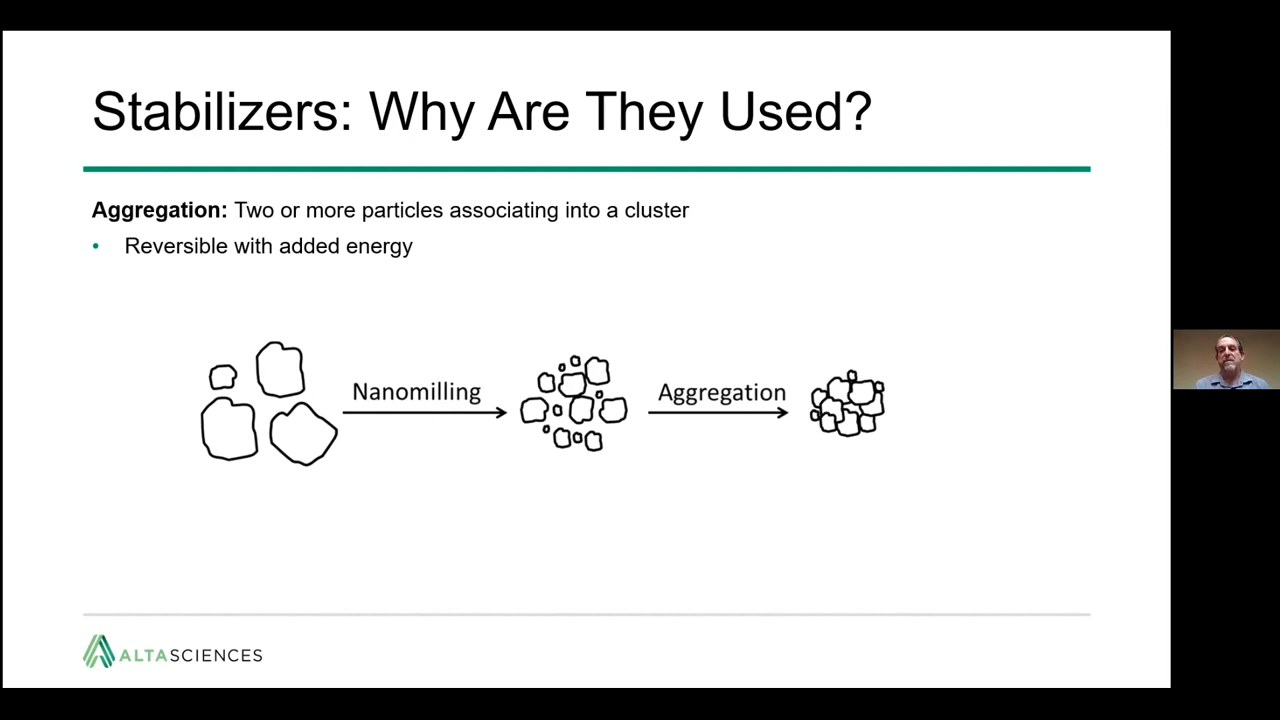 Stabilizers: Why Are They Used?
Aggregation: Two or more particles associating into a cluster
• Reversible with added energy
Nanomilling
Aggregation
ALTASCIENCES